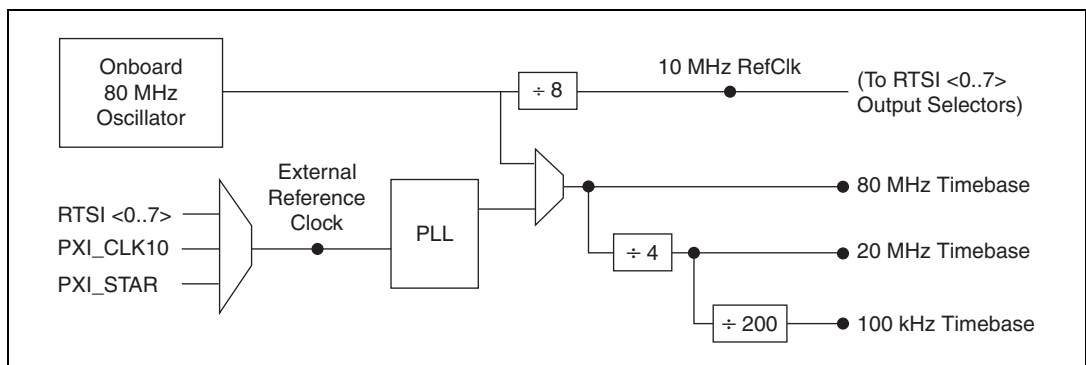 Onboard
80 MHz
Oscillator
÷ 8
10 MHz RefClk
(To RTSI <0..7>
Output Selectors)
External
Reference
Clock
RTSI <0..7>
PXI_CLK10
PXI_STAR
PLL
80 MHz Timebase
÷ 4
20 MHz Timebase
÷ 200
100 kHz Timebase